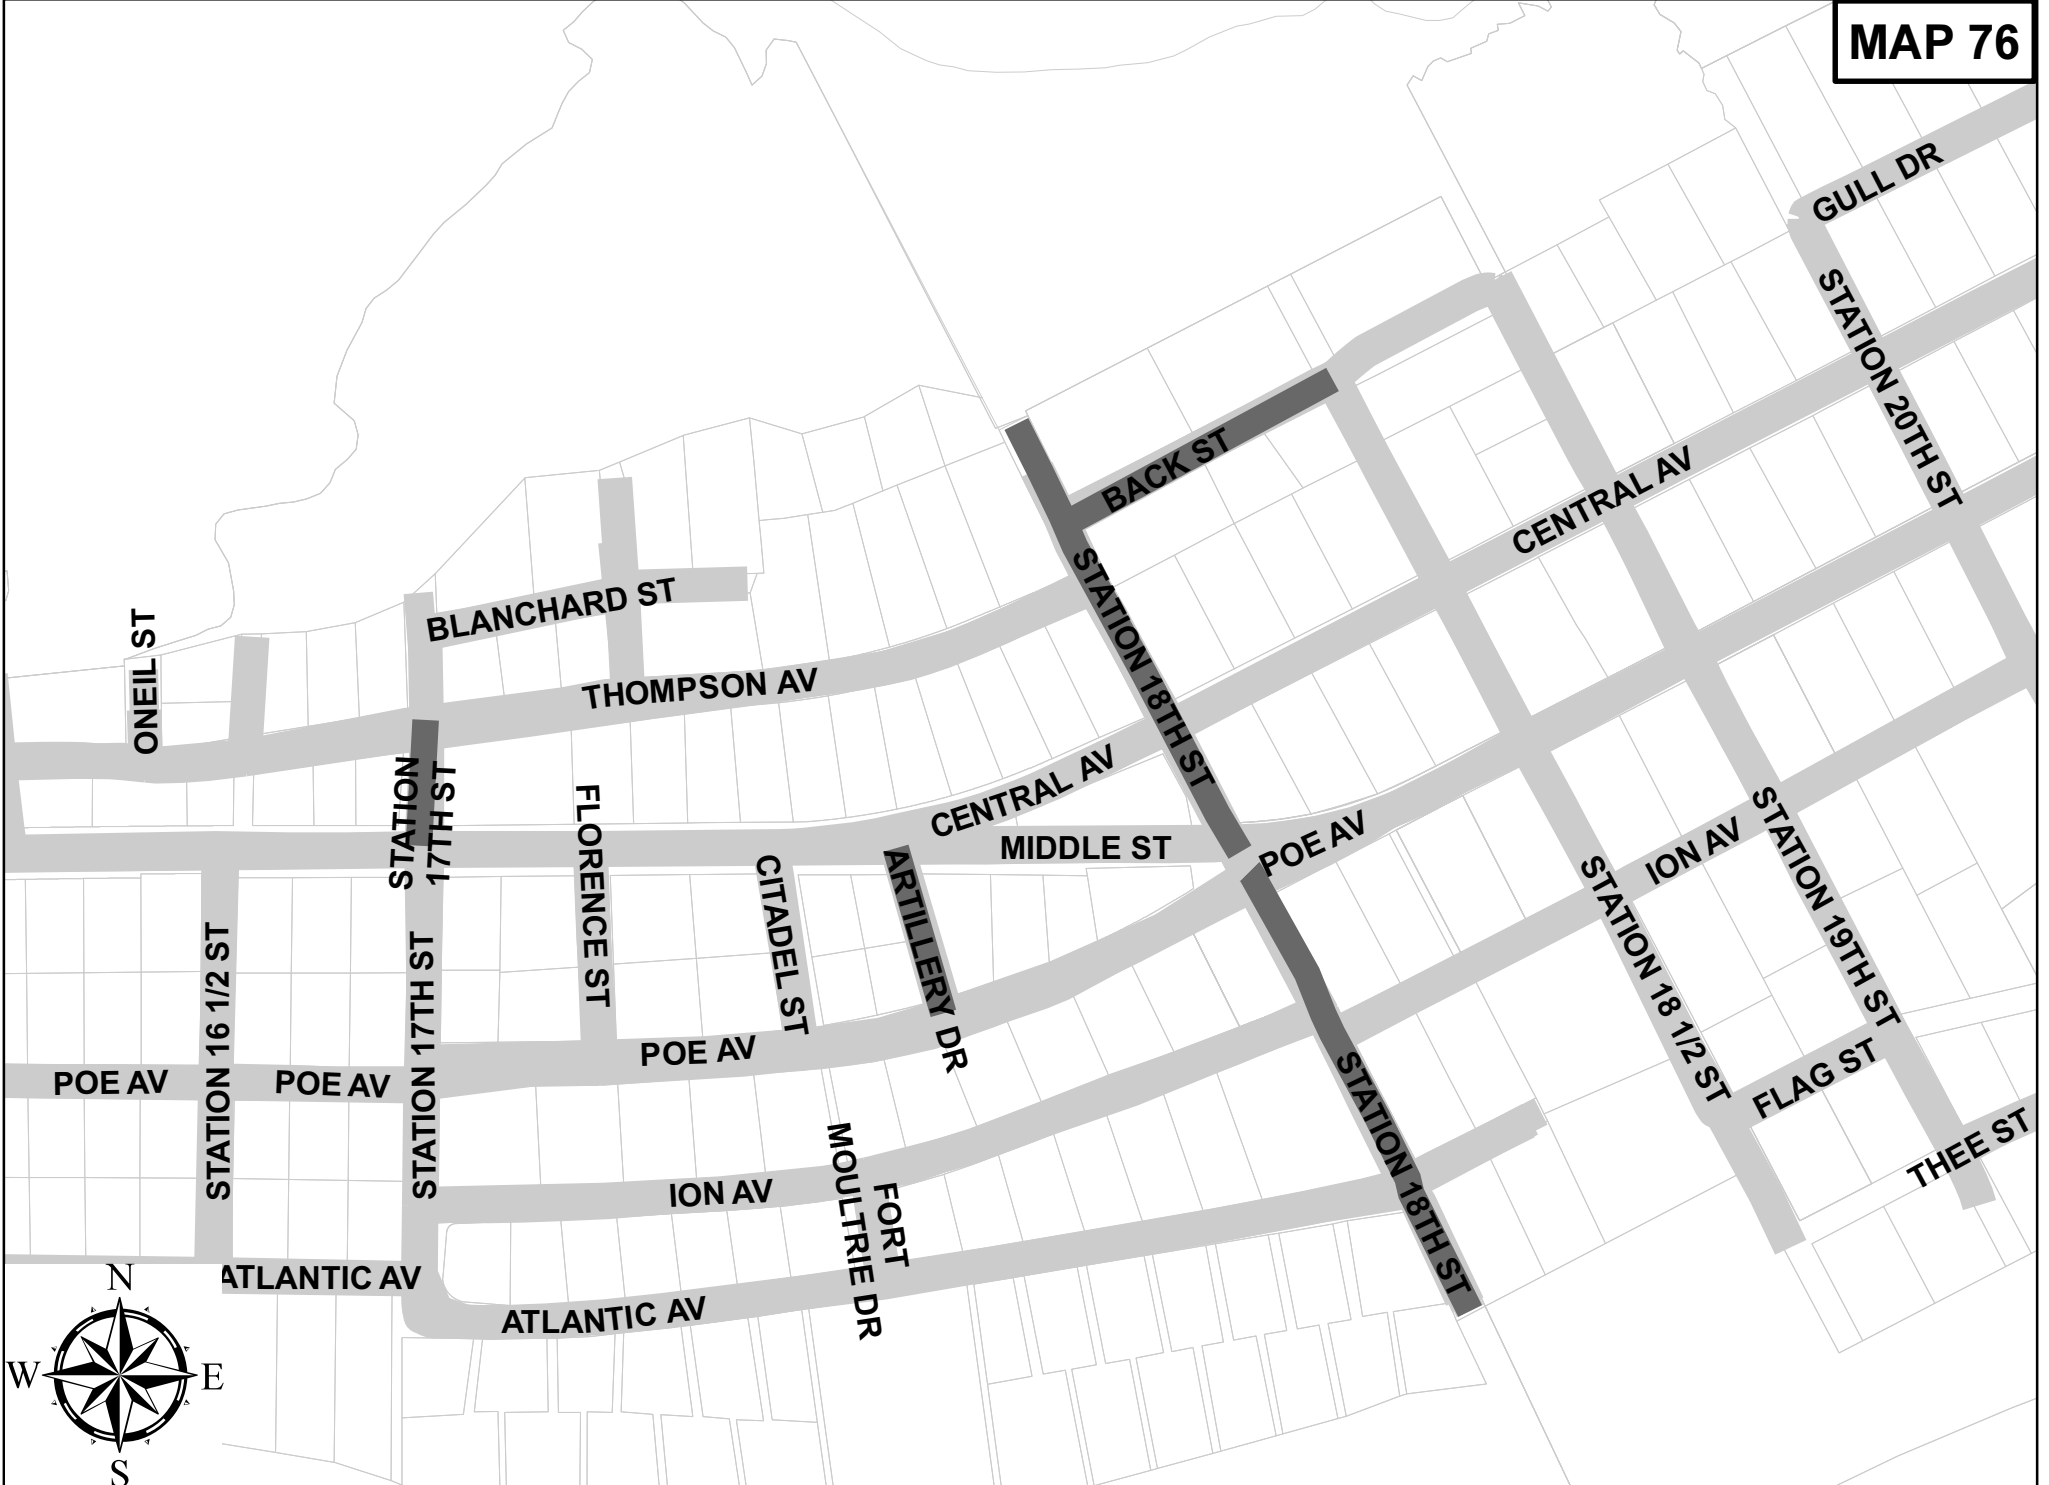 MAP 76
GULL DR
STATION 20TH ST
BACK ST
CENTRAL AV
STATION 18TH ST
BLANCHARD ST
ONEIL ST
THOMPSON AV
STATION
17TH ST
FLORENCE ST
CENTRAL AV
MIDDLE ST
POE AV
ION AV
STATION 19TH ST
CITADEL ST
ARTILLERY DR
STATION 18 1/2 ST
STATION 16 1/2 ST
STATION 17TH ST
POE AV
POE AV
POE AV
FLAG ST
THEE ST
STATION 18TH ST
ION AV
FORT
MOULTRIE DR
ATLANTIC AV
ATLANTIC AV
N
W
E
S